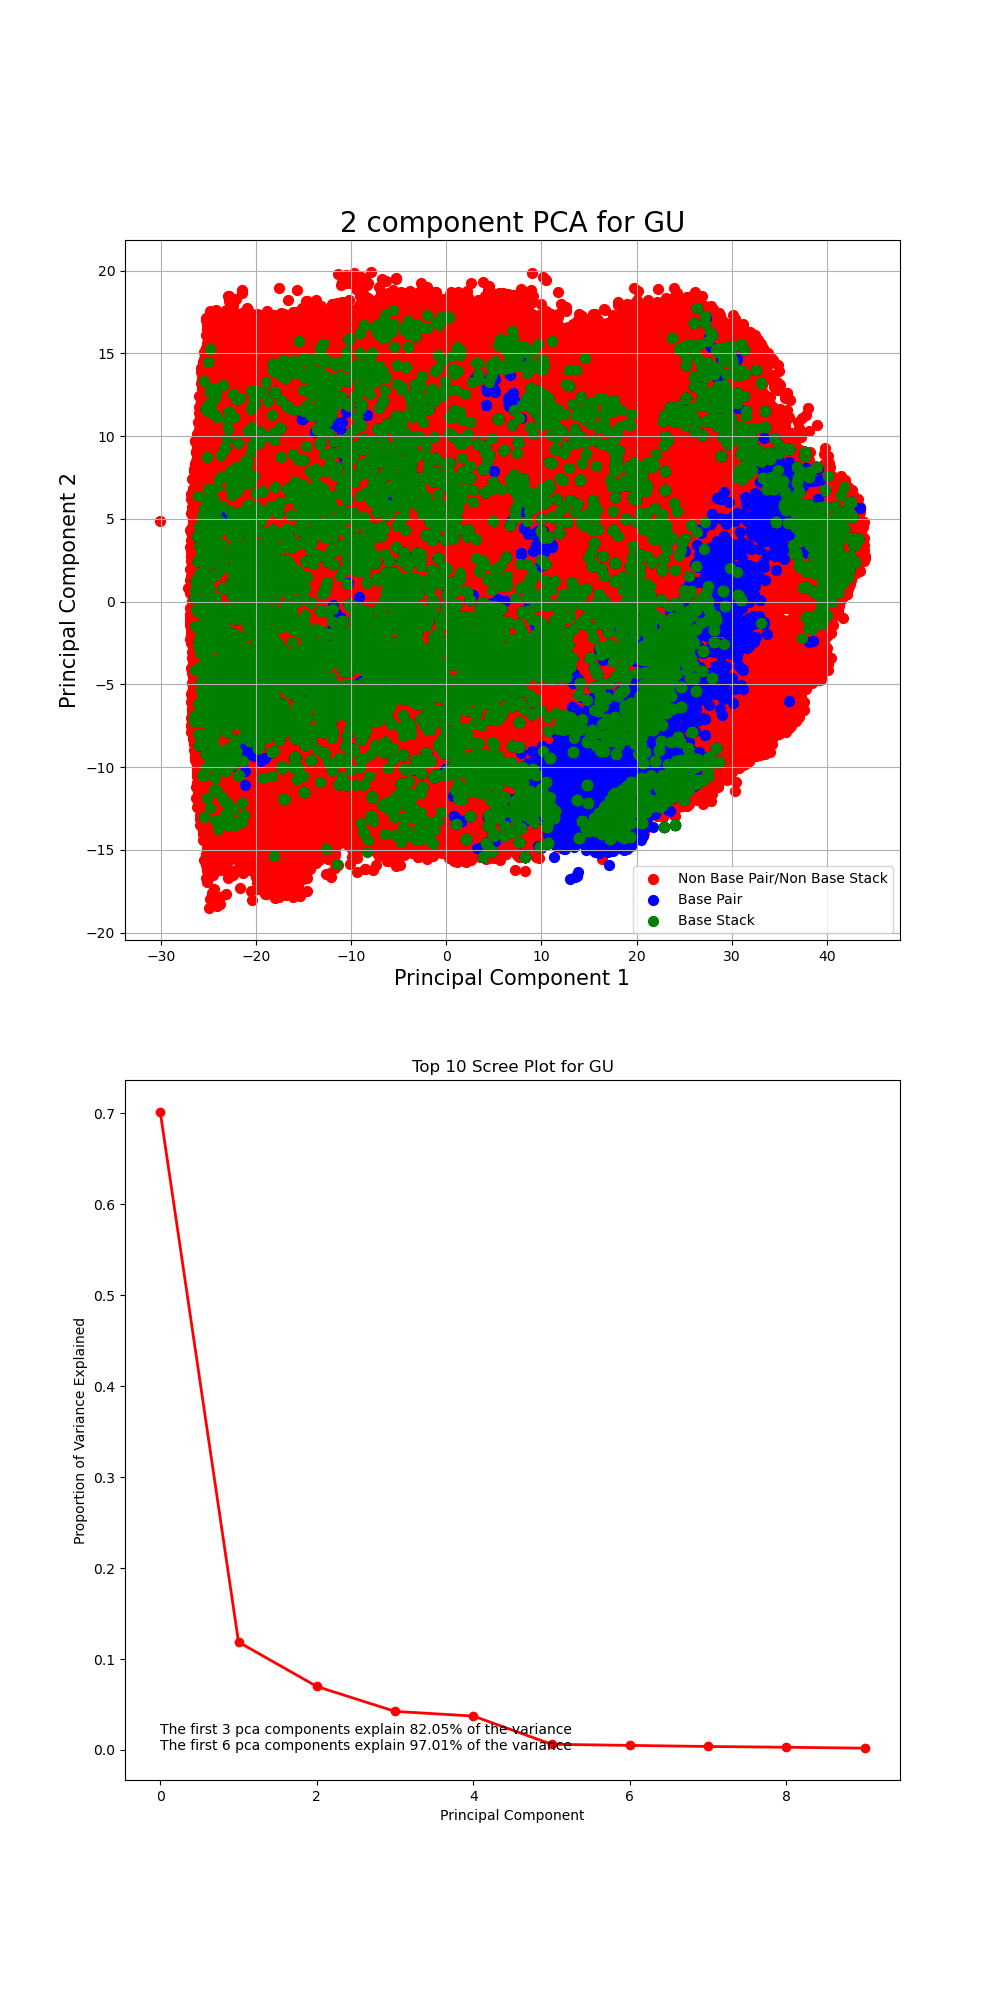 2 component PCA for GU
20
15
10
5
0
−5
−10
−15
−20
Principal Component 2
Non Base Pair/Non Base Stack
Base Pair
Base Stack
−30 −20 −10 0 10 20 30 40
Principal Component 1
Top 10 Scree Plot for GU
0.7
0.6
0.5
0.4
0.3
0.2
0.1
0.0
Proportion of Variance Explained
The first 3 pca components explain 82.05% of the variance
The first 6 pca components explain 97.01% of the variance
0 2 4 6 8
Principal Component